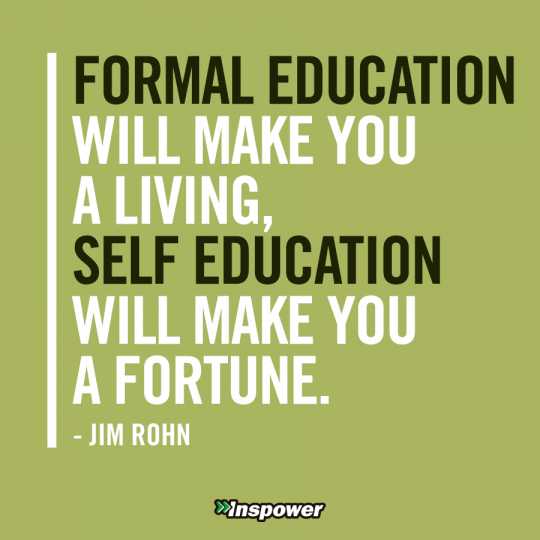 FORMAL EDUCATION
WILL MAKE YOU
A LIVING,
SELF EDUCATION
WILL MAKE YOU
A FORTUNE.
- JIM ROHN
Inspower